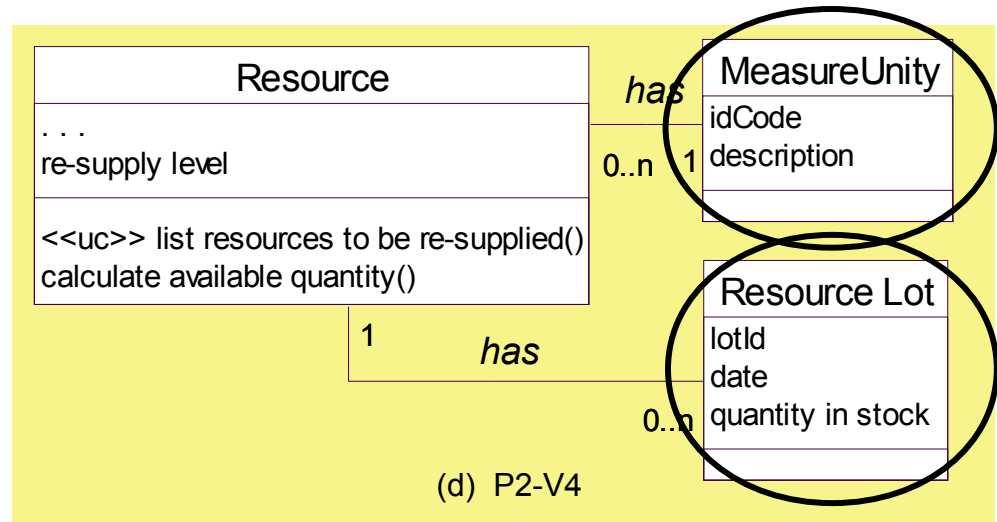 Resource
. . .
re-supply level
<<uc>> list resources to be re-supplied()
calculate available quantity()
has
0..n
1
MeasureUnity
idCode
description
1
has
0..n
Resource Lot
lotId
date
quantity in stock
(d) P2-V4